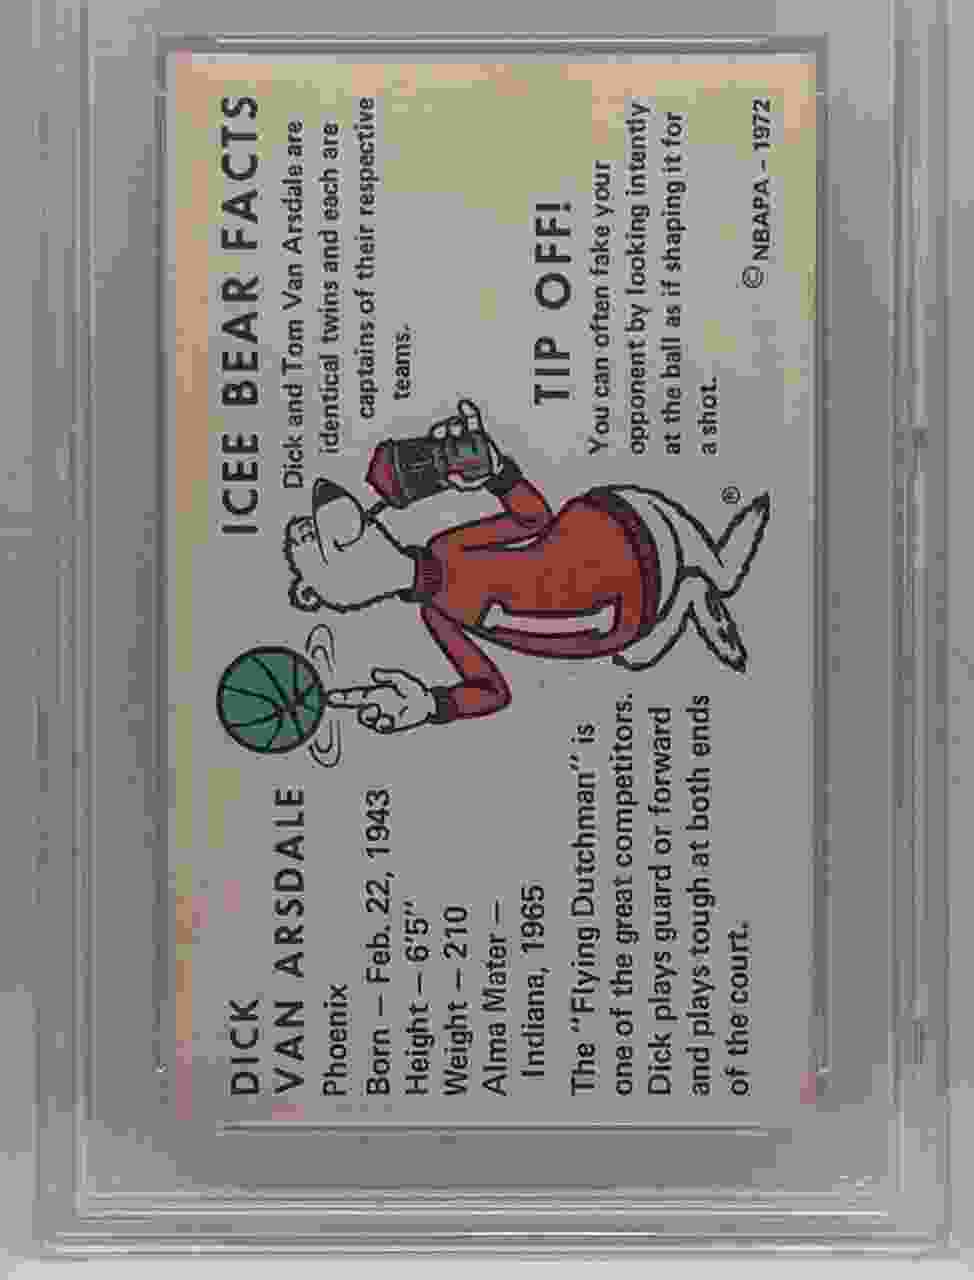 DICK
VAN ARSDALE
Phoenix
Born – Feb. 22, 1943
Height – 6'5"
Weight – 210
Alma Mater –
Indiana, 1965
The "Flying Dutchman" is
one of the great competitors.
Dick plays guard or forward
and plays tough at both ends
of the court.
ICEE BEAR FACTS
Dick and Tom Van Arsdale are
identical twins and each are
captains of their respective
teams.
TIP OFF!
You can often fake your
opponent by looking intently
at the ball as if shaping it for
a shot.
®
© NBAPA – 1972